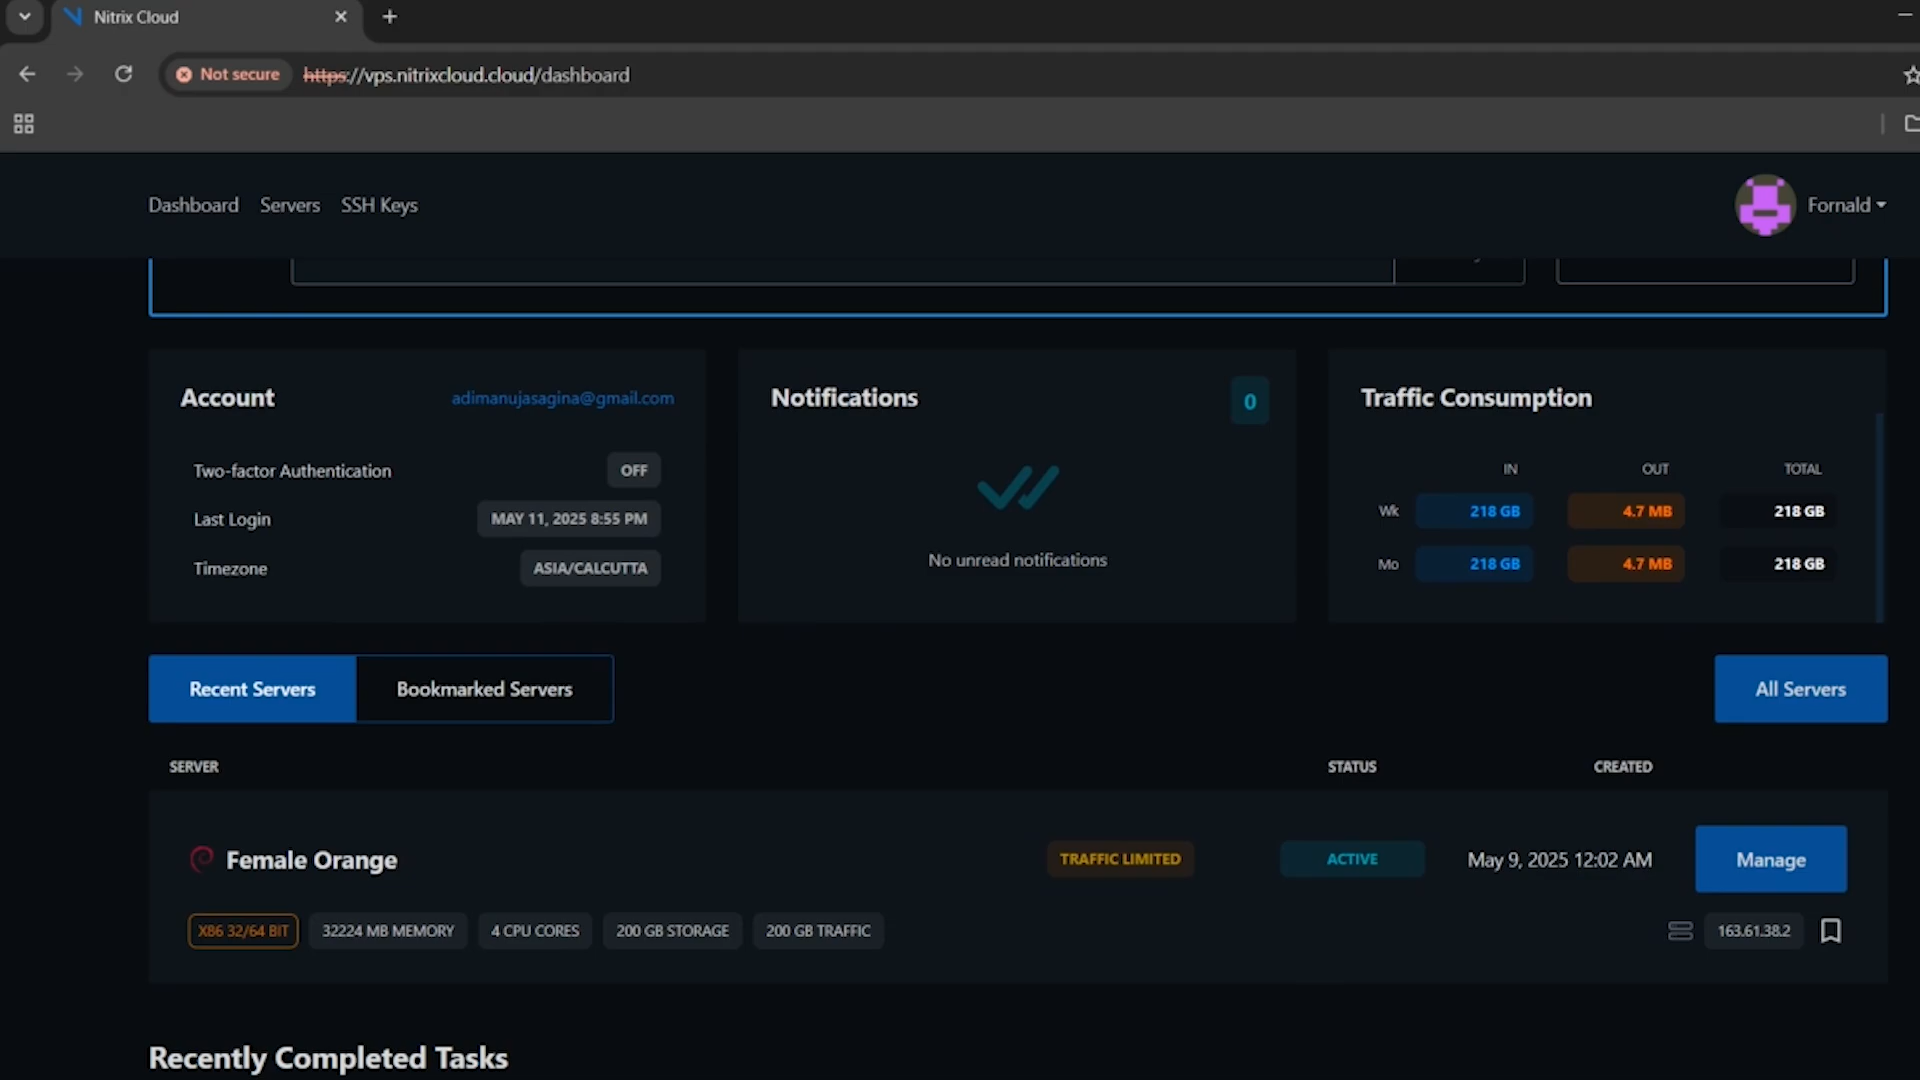 Nitrix Cloud
Not secure https://vps.nitrixcloud.cloud/dashboard
Dashboard Servers SSH Keys Fornald
Account adimanujasagina@gmail.com
Two-factor Authentication OFF
Last Login MAY 11, 2025 8:55 PM
Timezone ASIA/CALCUTTA
Notifications 0
No unread notifications
Traffic Consumption
IN OUT TOTAL
Wk 218 GB 4.7 MB 218 GB
Mo 218 GB 4.7 MB 218 GB
Recent Servers Bookmarked Servers All Servers
SERVER STATUS CREATED
Female Orange TRAFFIC LIMITED ACTIVE May 9, 2025 12:02 AM Manage
X86 32/64 BIT 32224 MB MEMORY 4 CPU CORES 200 GB STORAGE 200 GB TRAFFIC 163.61.38.2
Recently Completed Tasks